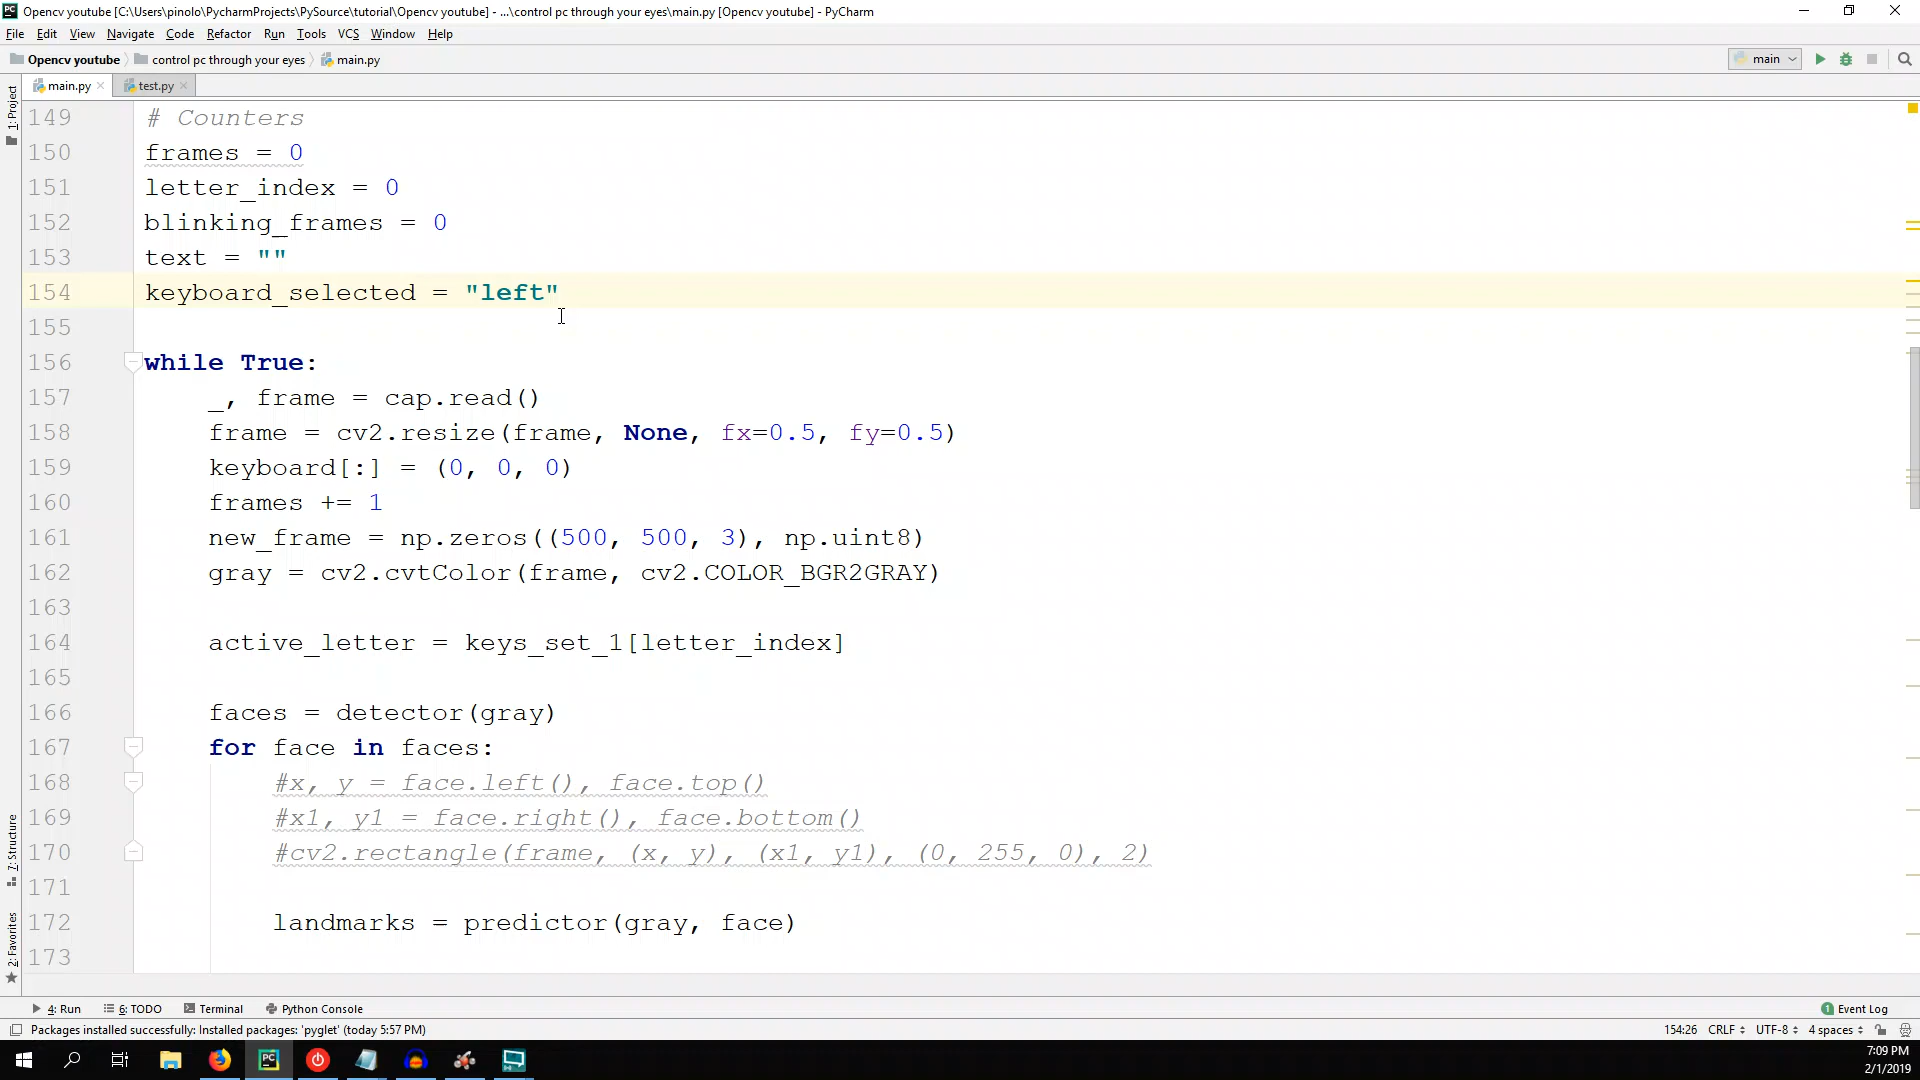 Opencv youtube [C:\Users\pinolo\PycharmProjects\PySource\tutorial\Opencv youtube] - ...\control pc through your eyes\main.py [Opencv youtube] - PyCharm
File Edit View Navigate Code Refactor Run Tools VCS Window Help
Opencv youtube control pc through your eyes main.py main
main.py test.py
1: Project
7: Structure
2: Favorites
149 # Counters
150 frames = 0
151 letter_index = 0
152 blinking_frames = 0
153 text = ""
154 keyboard_selected = "left"
155
156 while True:
157 _, frame = cap.read()
158 frame = cv2.resize(frame, None, fx=0.5, fy=0.5)
159 keyboard[:] = (0, 0, 0)
160 frames += 1
161 new_frame = np.zeros((500, 500, 3), np.uint8)
162 gray = cv2.cvtColor(frame, cv2.COLOR_BGR2GRAY)
163
164 active_letter = keys_set_1[letter_index]
165
166 faces = detector(gray)
167 for face in faces:
168 #x, y = face.left(), face.top()
169 #x1, y1 = face.right(), face.bottom()
170 #cv2.rectangle(frame, (x, y), (x1, y1), (0, 255, 0), 2)
171
172 landmarks = predictor(gray, face)
173
4: Run 6: TODO Terminal Python Console 1 Event Log
Packages installed successfully: Installed packages: 'pyglet' (today 5:57 PM) 154:26 CRLF UTF-8 4 spaces
PC
7:09 PM
2/1/2019